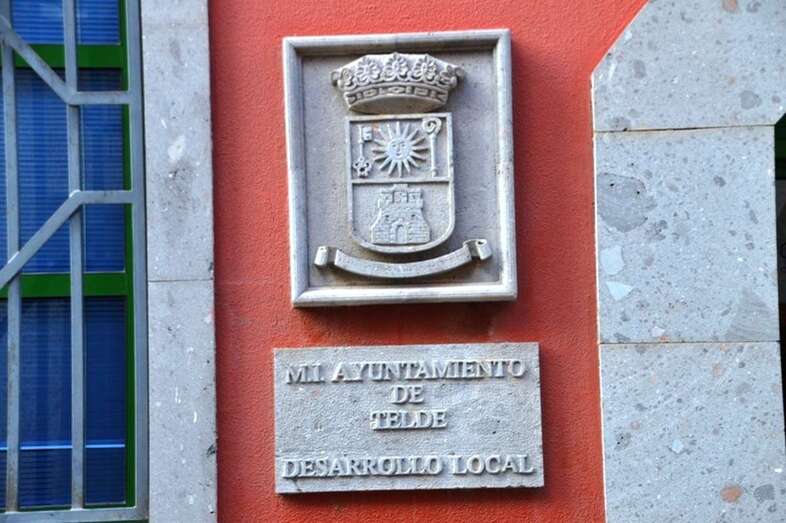 M.I. AYUNTAMIENTO
DE
TELDE
DESARROLLO LOCAL